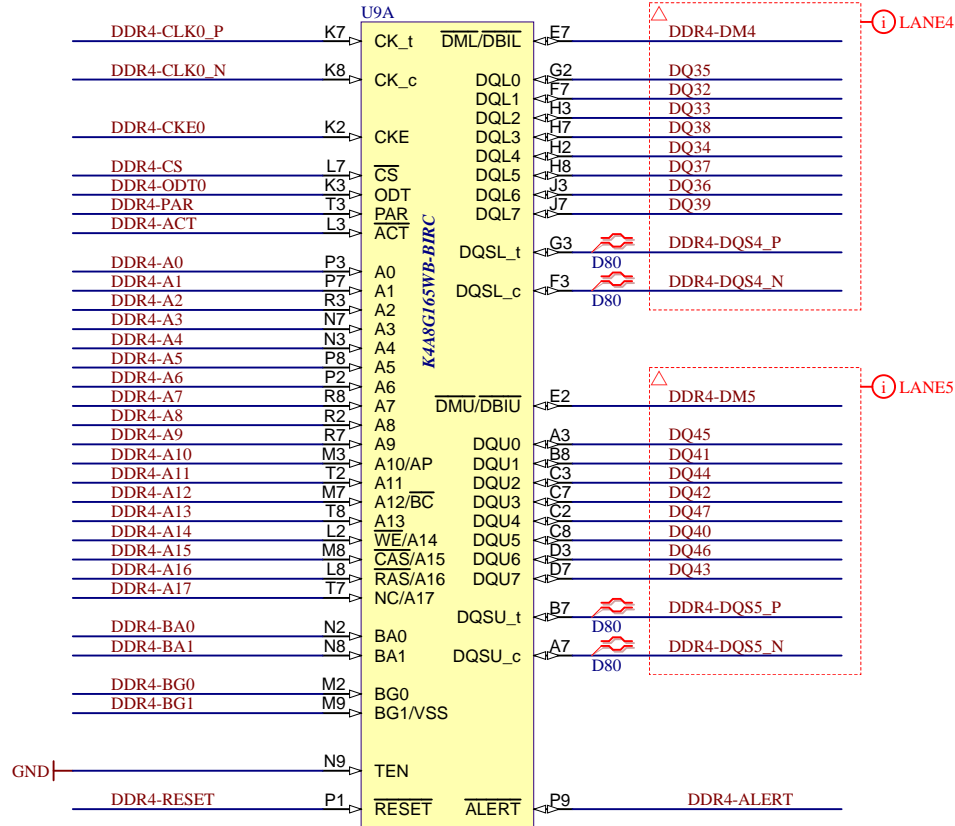 U9A
DDR4-CLK0_P K7 CK_t DML/DBIL E7 DDR4-DM4 i LANE4
DDR4-CLK0_N K8 CK_c DQL0 G2 DQ35
DQL1 F7 DQ32
DQL2 H3 DQ33
DDR4-CKE0 K2 CKE DQL3 H7 DQ38
DQL4 H2 DQ34
DDR4-CS L7 CS DQL5 H8 DQ37
DDR4-ODT0 K3 ODT DQL6 J3 DQ36
DDR4-PAR T3 PAR DQL7 J7 DQ39
DDR4-ACT L3 ACT
DQSL_t G3 D80 DDR4-DQS4_P
DDR4-A0 P3 A0
DDR4-A1 P7 A1 DQSL_c F3 D80 DDR4-DQS4_N
DDR4-A2 R3 A2
DDR4-A3 N7 A3
K4A8G165WB-BIRC
DDR4-A4 N3 A4
DDR4-A5 P8 A5
DDR4-A6 P2 A6
DDR4-A7 R8 A7 DMU/DBIU E2 DDR4-DM5 i LANE5
DDR4-A8 R2 A8
DDR4-A9 R7 A9 DQU0 A3 DQ45
DDR4-A10 M3 A10/AP DQU1 B8 DQ41
DDR4-A11 T2 A11 DQU2 C3 DQ44
DDR4-A12 M7 A12/BC DQU3 C7 DQ42
DDR4-A13 T8 A13 DQU4 C2 DQ47
DDR4-A14 L2 WE/A14 DQU5 C8 DQ40
DDR4-A15 M8 CAS/A15 DQU6 D3 DQ46
DDR4-A16 L8 RAS/A16 DQU7 D7 DQ43
DDR4-A17 T7 NC/A17
DQSU_t B7 D80 DDR4-DQS5_P
DDR4-BA0 N2 BA0
DDR4-BA1 N8 BA1 DQSU_c A7 D80 DDR4-DQS5_N
DDR4-BG0 M2 BG0
DDR4-BG1 M9 BG1/VSS
GND N9 TEN
DDR4-RESET P1 RESET ALERT P9 DDR4-ALERT